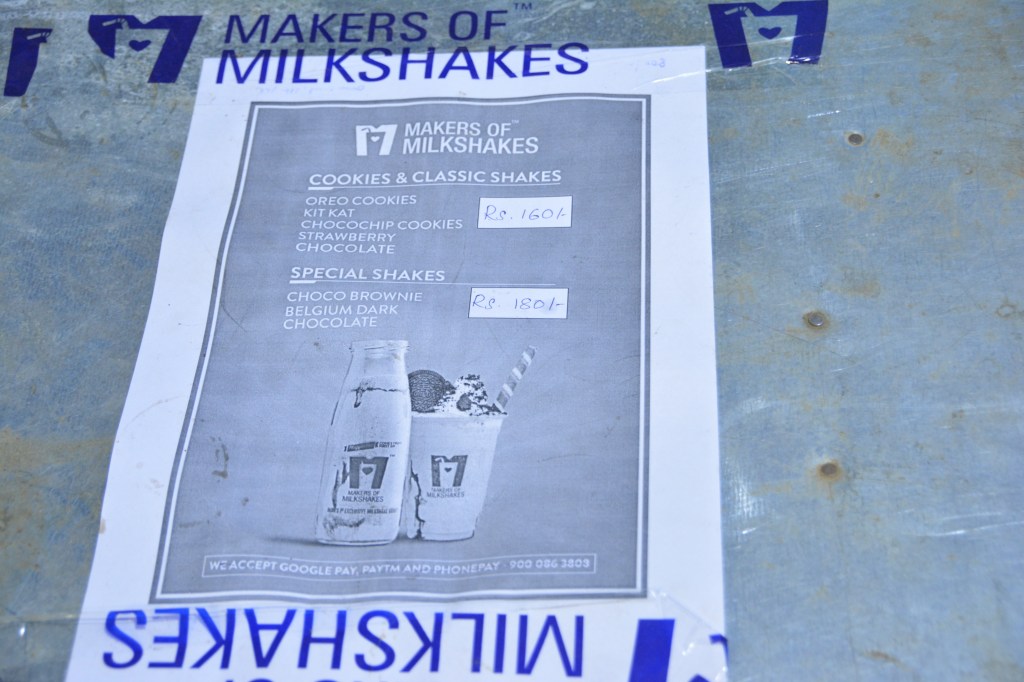 MAKERS OF™
MILKSHAKES
MAKERS OF™
MILKSHAKES
COOKIES & CLASSIC SHAKES
OREO COOKIES
KIT KAT
CHOCOCHIP COOKIES
STRAWBERRY
CHOCOLATE
Rs. 160/-
SPECIAL SHAKES
CHOCO BROWNIE
BELGIUM DARK
CHOCOLATE
Rs. 180/-
MAKERS OF
MILKSHAKES
MAKERS OF
MILKSHAKES
WE ACCEPT GOOGLE PAY, PAYTM AND PHONEPAY - 900 086 3809
MILKSHAKES